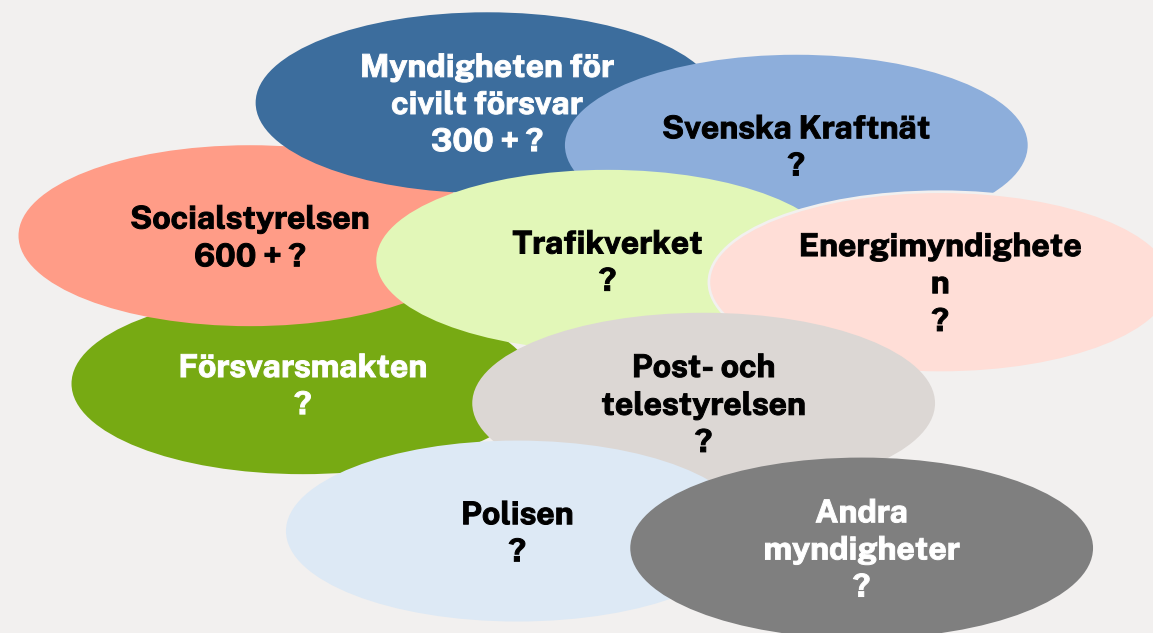 Myndigheten för
civilt försvar
300 + ?
Svenska Kraftnät
?
Socialstyrelsen
600 + ?
Trafikverket
?
Energimyndighete
n
?
Försvarsmakten
?
Post- och
telestyrelsen
?
Polisen
?
Andra
myndigheter
?